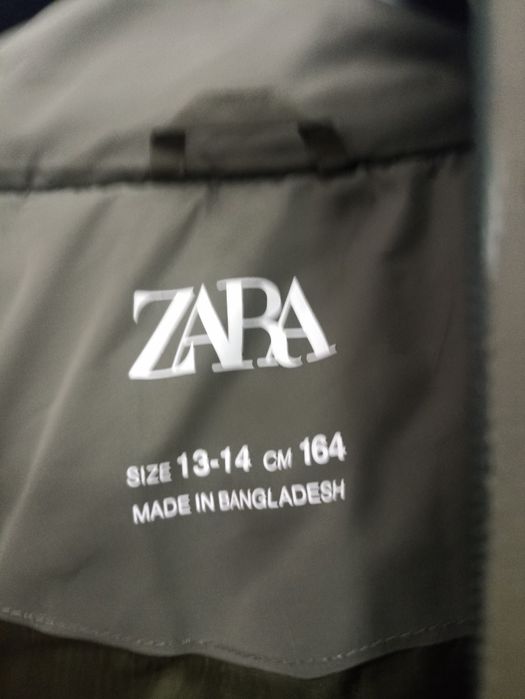 ZARA
SIZE 13-14 CM 164
MADE IN BANGLADESH